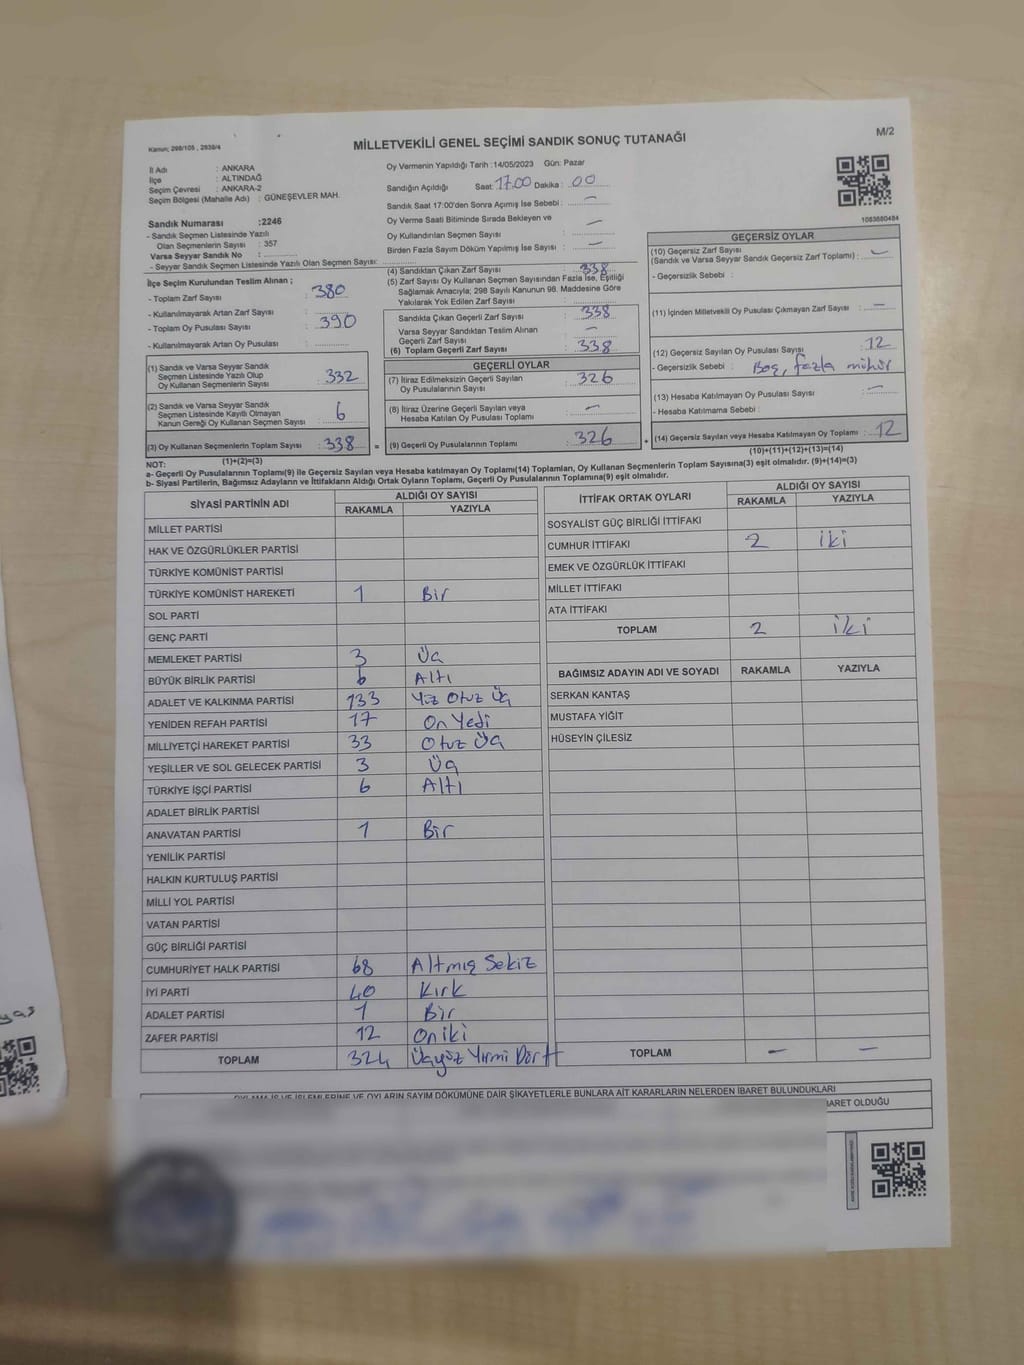 Kanun; 298/105 , 2839/4
MİLLETVEKİLİ GENEL SEÇİMİ SANDIK SONUÇ TUTANAĞI
M/2
İl Adı : ANKARA
İlçe : ALTINDAĞ
Seçim Çevresi : ANKARA-2
Seçim Bölgesi (Mahalle Adı) : GÜNEŞEVLER MAH.
Sandık Numarası :2246
- Sandık Seçmen Listesinde Yazılı
Olan Seçmenlerin Sayısı : 357
Varsa Seyyar Sandık No :
- Seyyar Sandık Seçmen Listesinde Yazılı Olan Seçmen Sayısı:
Oy Vermenin Yapıldığı Tarih :14/05/2023 Gün: Pazar
Sandığın Açıldığı Saat: 17.00 Dakika : 00
Sandık Saat 17:00'den Sonra Açımış İse Sebebi : —
Oy Verme Saati Bitiminde Sırada Bekleyen ve
Oy Kullandırılan Seçmen Sayısı : —
Birden Fazla Sayım Döküm Yapılmış İse Sayısı : —
1083680484
İlçe Seçim Kurulundan Teslim Alınan ;
- Toplam Zarf Sayısı : 380
- Kullanılmayarak Artan Zarf Sayısı :
- Toplam Oy Pusulası Sayısı : 390
- Kullanılmayarak Artan Oy Pusulası :
(1) Sandık ve Varsa Seyyar Sandık
Seçmen Listesinde Yazılı Olup
Oy Kullanan Seçmenlerin Sayısı : 332
(2) Sandık ve Varsa Seyyar Sandık
Seçmen Listesinde Kayıtlı Olmayan
Kanun Gereği Oy Kullanan Seçmen Sayısı : 6
(3) Oy Kullanan Seçmenlerin Toplam Sayısı : 338 =
(1)+(2)=(3)
(4) Sandıktan Çıkan Zarf Sayısı : 338
(5) Zarf Sayısı Oy Kullanan Seçmen Sayısından Fazla İse, Eşitliği
Sağlamak Amacıyla; 298 Sayılı Kanunun 98. Maddesine Göre
Yakılarak Yok Edilen Zarf Sayısı :
Sandıkta Çıkan Geçerli Zarf Sayısı : 338
Varsa Seyyar Sandıktan Teslim Alınan
Geçerli Zarf Sayısı : —
(6) Toplam Geçerli Zarf Sayısı : 338
GEÇERLİ OYLAR
(7) İtiraz Edilmeksizin Geçerli Sayılan
Oy Pusulalarının Sayısı : 326
(8) İtiraz Üzerine Geçerli Sayılan veya
Hesaba Katılan Oy Pusulası Toplamı : —
(9) Geçerli Oy Pusulalarının Toplamı : 326 +
GEÇERSİZ OYLAR
(10) Geçersiz Zarf Sayısı
(Sandık ve Varsa Seyyar Sandık Geçersiz Zarf Toplamı) : —
- Geçersizlik Sebebi :
(11) İçinden Milletvekili Oy Pusulası Çıkmayan Zarf Sayısı : —
(12) Geçersiz Sayılan Oy Pusulası Sayısı : 12
- Geçersizlik Sebebi : Boş, fazla mühür
(13) Hesaba Katılmayan Oy Pusulası Sayısı : —
- Hesaba Katılmama Sebebi :
(14) Geçersiz Sayılan veya Hesaba Katılmayan Oy Toplamı : 12
(10)+(11)+(12)+(13)=(14)
NOT:
a- Geçerli Oy Pusulalarının Toplamı(9) ile Geçersiz Sayılan veya Hesaba katılmayan Oy Toplamı(14) Toplamları, Oy Kullanan Seçmenlerin Toplam Sayısına(3) eşit olmalıdır. (9)+(14)=(3)
b- Siyasi Partilerin, Bağımsız Adayların ve İttifakların Aldığı Ortak Oyların Toplamı, Geçerli Oy Pusulalarının Toplamına(9) eşit olmalıdır.
SİYASİ PARTİNİN ADI ALDIĞI OY SAYISI
RAKAMLA YAZIYLA
MİLLET PARTİSİ
HAK VE ÖZGÜRLÜKLER PARTİSİ
TÜRKİYE KOMÜNİST PARTİSİ
TÜRKİYE KOMÜNİST HAREKETİ 1 Bir
SOL PARTİ
GENÇ PARTİ
MEMLEKET PARTİSİ 3 Üç
BÜYÜK BİRLİK PARTİSİ 6 Altı
ADALET VE KALKINMA PARTİSİ 133 Yüz Otuz Üç
YENİDEN REFAH PARTİSİ 17 On Yedi
MİLLİYETÇİ HAREKET PARTİSİ 33 Otuz Üç
YEŞİLLER VE SOL GELECEK PARTİSİ 3 Üç
TÜRKİYE İŞÇİ PARTİSİ 6 Altı
ADALET BİRLİK PARTİSİ
ANAVATAN PARTİSİ 1 Bir
YENİLİK PARTİSİ
HALKIN KURTULUŞ PARTİSİ
MİLLİ YOL PARTİSİ
VATAN PARTİSİ
GÜÇ BİRLİĞİ PARTİSİ
CUMHURİYET HALK PARTİSİ 68 Altmış Sekiz
İYİ PARTİ 40 Kırk
ADALET PARTİSİ 1 Bir
ZAFER PARTİSİ 12 On iki
TOPLAM 324 Üçyüz Yirmi Dört
İTTİFAK ORTAK OYLARI ALDIĞI OY SAYISI
RAKAMLA YAZIYLA
SOSYALİST GÜÇ BİRLİĞİ İTTİFAKI
CUMHUR İTTİFAKI 2 iki
EMEK VE ÖZGÜRLÜK İTTİFAKI
MİLLET İTTİFAKI
ATA İTTİFAKI
TOPLAM 2 iki
BAĞIMSIZ ADAYIN ADI VE SOYADI RAKAMLA YAZIYLA
SERKAN KANTAŞ
MUSTAFA YİĞİT
HÜSEYİN ÇİLESİZ
TOPLAM — —
OYLAMA İŞ VE İŞLEMLERİNE VE OYLARIN SAYIM DÖKÜMÜNE DAİR ŞİKAYETLERLE BUNLARA AİT KARARLARIN NELERDEN İBARET BULUNDUKLARI
İBARET OLDUĞU